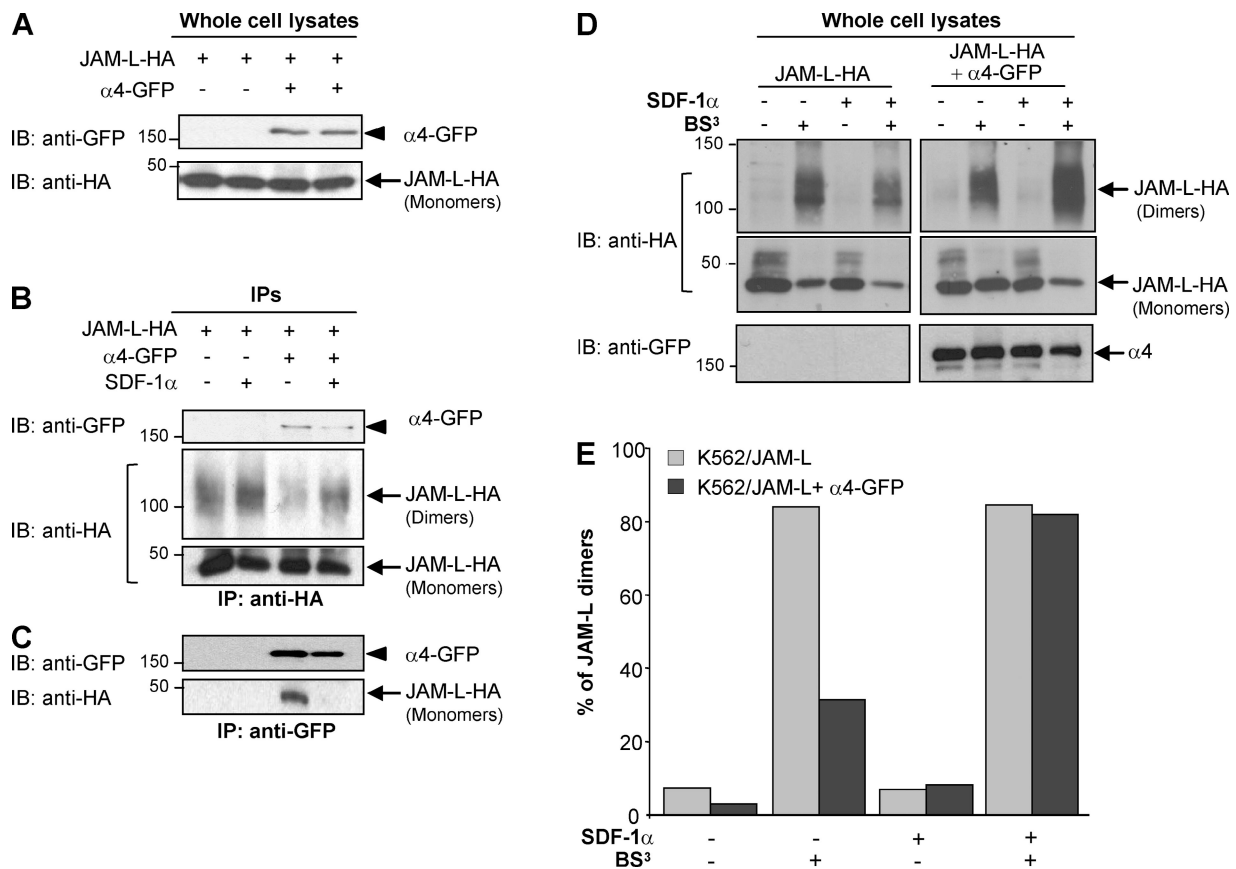 A
Whole cell lysates
JAM-L-HA + + + +
α4-GFP - - + +
IB: anti-GFP 150 α4-GFP
50
IB: anti-HA JAM-L-HA
(Monomers)
B
IPs
JAM-L-HA + + + +
α4-GFP - - + +
SDF-1α - + - +
IB: anti-GFP 150 α4-GFP
IB: anti-HA 100 JAM-L-HA
(Dimers)
50 JAM-L-HA
(Monomers)
IP: anti-HA
C
IB: anti-GFP 150 α4-GFP
50
IB: anti-HA JAM-L-HA
(Monomers)
IP: anti-GFP
D
Whole cell lysates
JAM-L-HA
JAM-L-HA
+ α4-GFP
SDF-1α - - + + - - + +
BS³ - + - + - + - +
150
100 JAM-L-HA
(Dimers)
IB: anti-HA
50
JAM-L-HA
(Monomers)
IB: anti-GFP
150 α4
E
K562/JAM-L
K562/JAM-L+ α4-GFP
% of JAM-L dimers
100
80
60
40
20
0
SDF-1α - - + +
BS³ - + - +